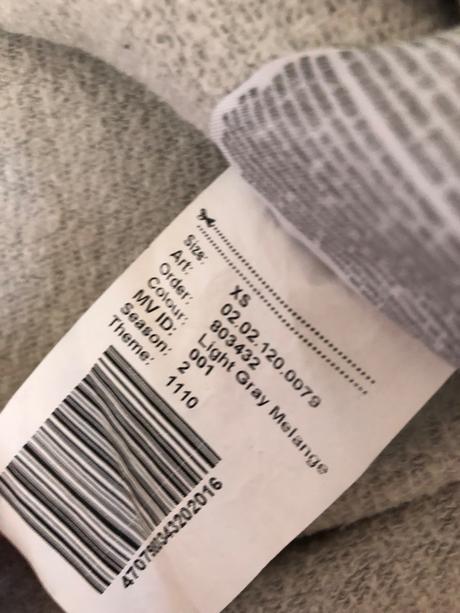 Size: XS
Art: 02.02.120.0079
Order: 803432
Colour: Light Gray Melange
MV ID: 001
Season: 2
Theme: 1110